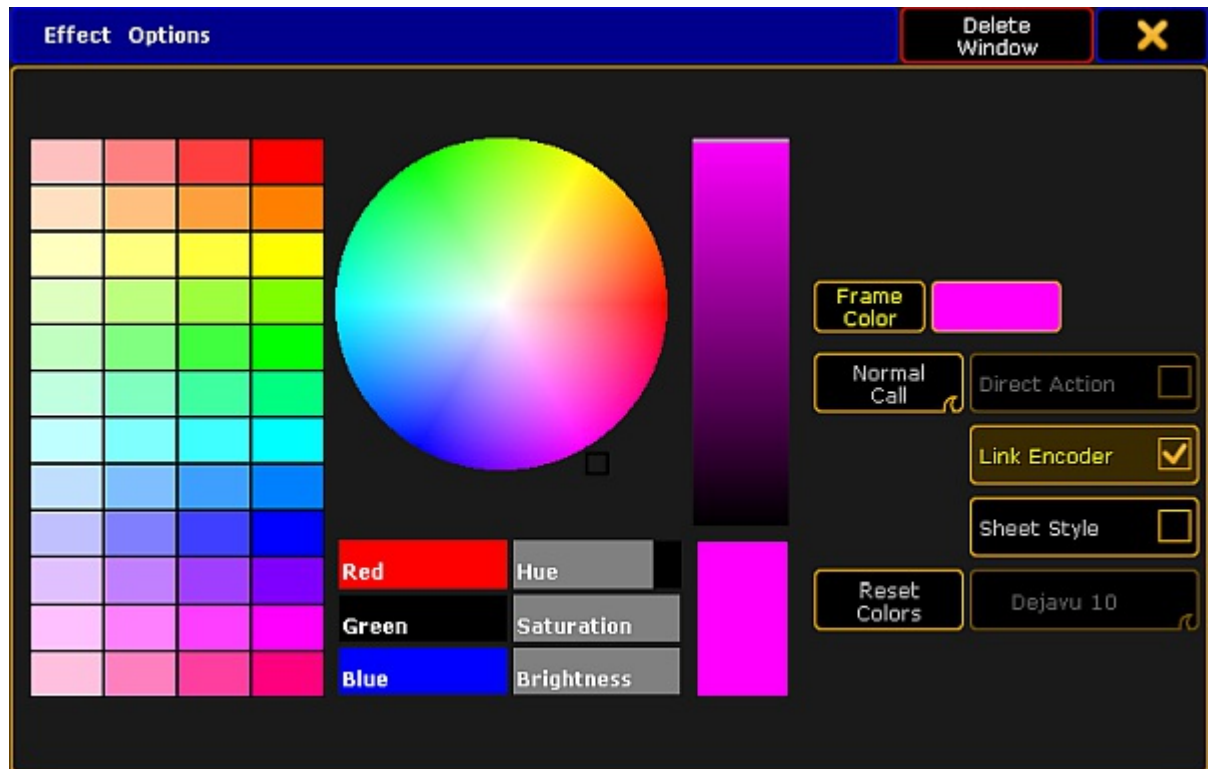 Effect Options
Delete
Window
Frame
Color
Normal
Call
Direct Action
Link Encoder
Sheet Style
Red
Hue
Green
Saturation
Blue
Brightness
Reset
Colors
Dejavu 10